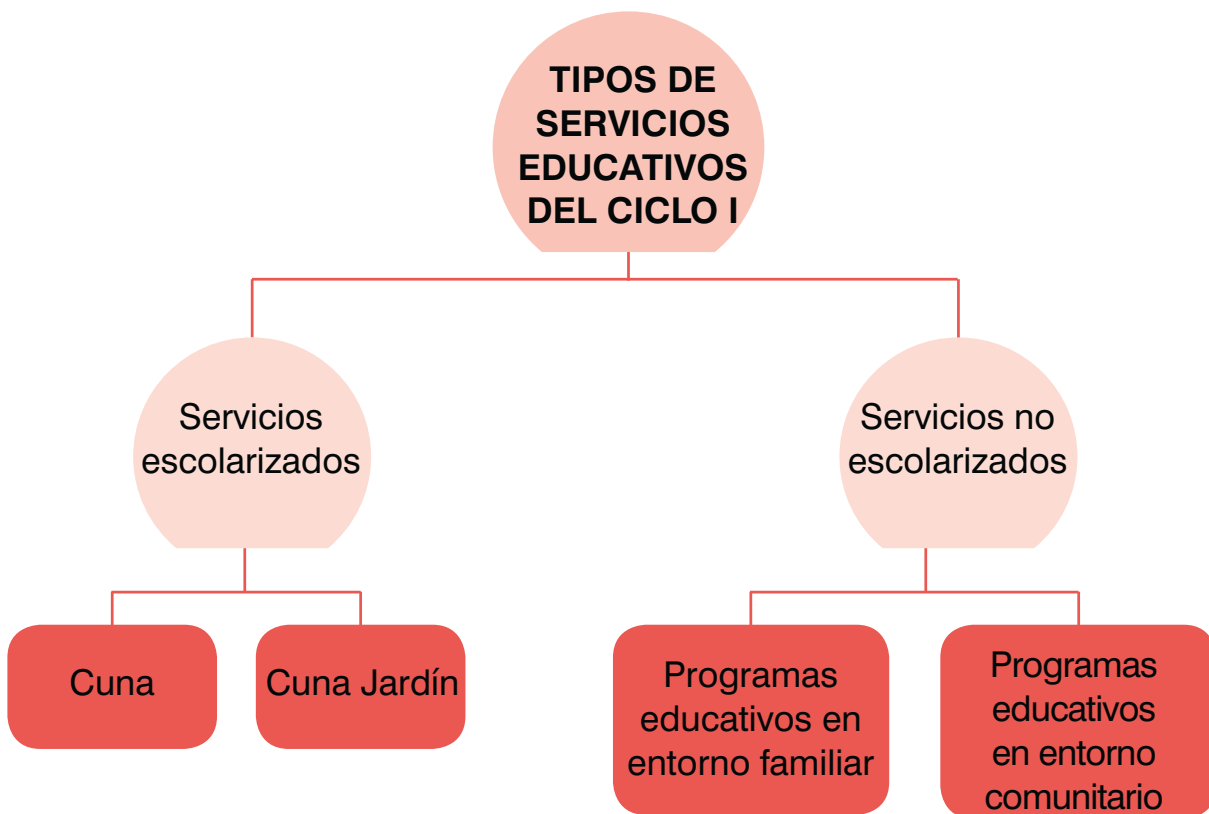 TIPOS DE
SERVICIOS
EDUCATIVOS
DEL CICLO I
Servicios
escolarizados
Servicios no
escolarizados
Cuna
Cuna Jardín
Programas
educativos en
entorno familiar
Programas
educativos
en entorno
comunitario